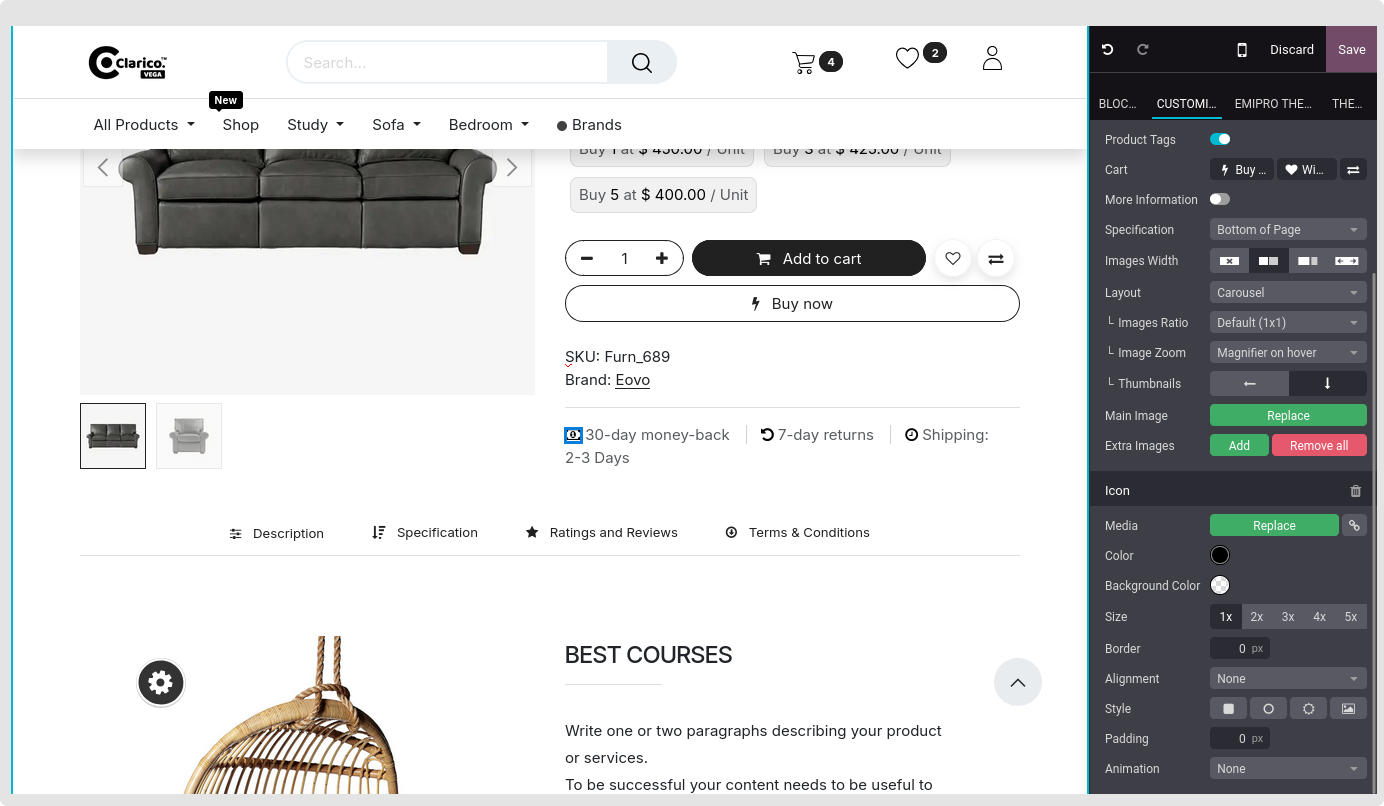 Clarico.™
VEGA
Search...
4
2
New
All Products
Shop
Study
Sofa
Bedroom
Brands
Buy 1 at $ 450.00 / Unit
Buy 3 at $ 425.00 / Unit
Buy 5 at $ 400.00 / Unit
1
Add to cart
Buy now
SKU: Furn_689
Brand: Eovo
30-day money-back
7-day returns
Shipping:
2-3 Days
Description
Specification
Ratings and Reviews
Terms & Conditions
BEST COURSES
Write one or two paragraphs describing your product
or services.
To be successful your content needs to be useful to
Discard
Save
BLOC...
CUSTOMI...
EMIPRO THE...
THE...
Product Tags
Cart
Buy ...
Wi...
More Information
Specification
Bottom of Page
Images Width
Layout
Carousel
└ Images Ratio
Default (1x1)
└ Image Zoom
Magnifier on hover
└ Thumbnails
Main Image
Replace
Extra Images
Add
Remove all
Icon
Media
Replace
Color
Background Color
Size
1x
2x
3x
4x
5x
Border
0 px
Alignment
None
Style
Padding
0 px
Animation
None